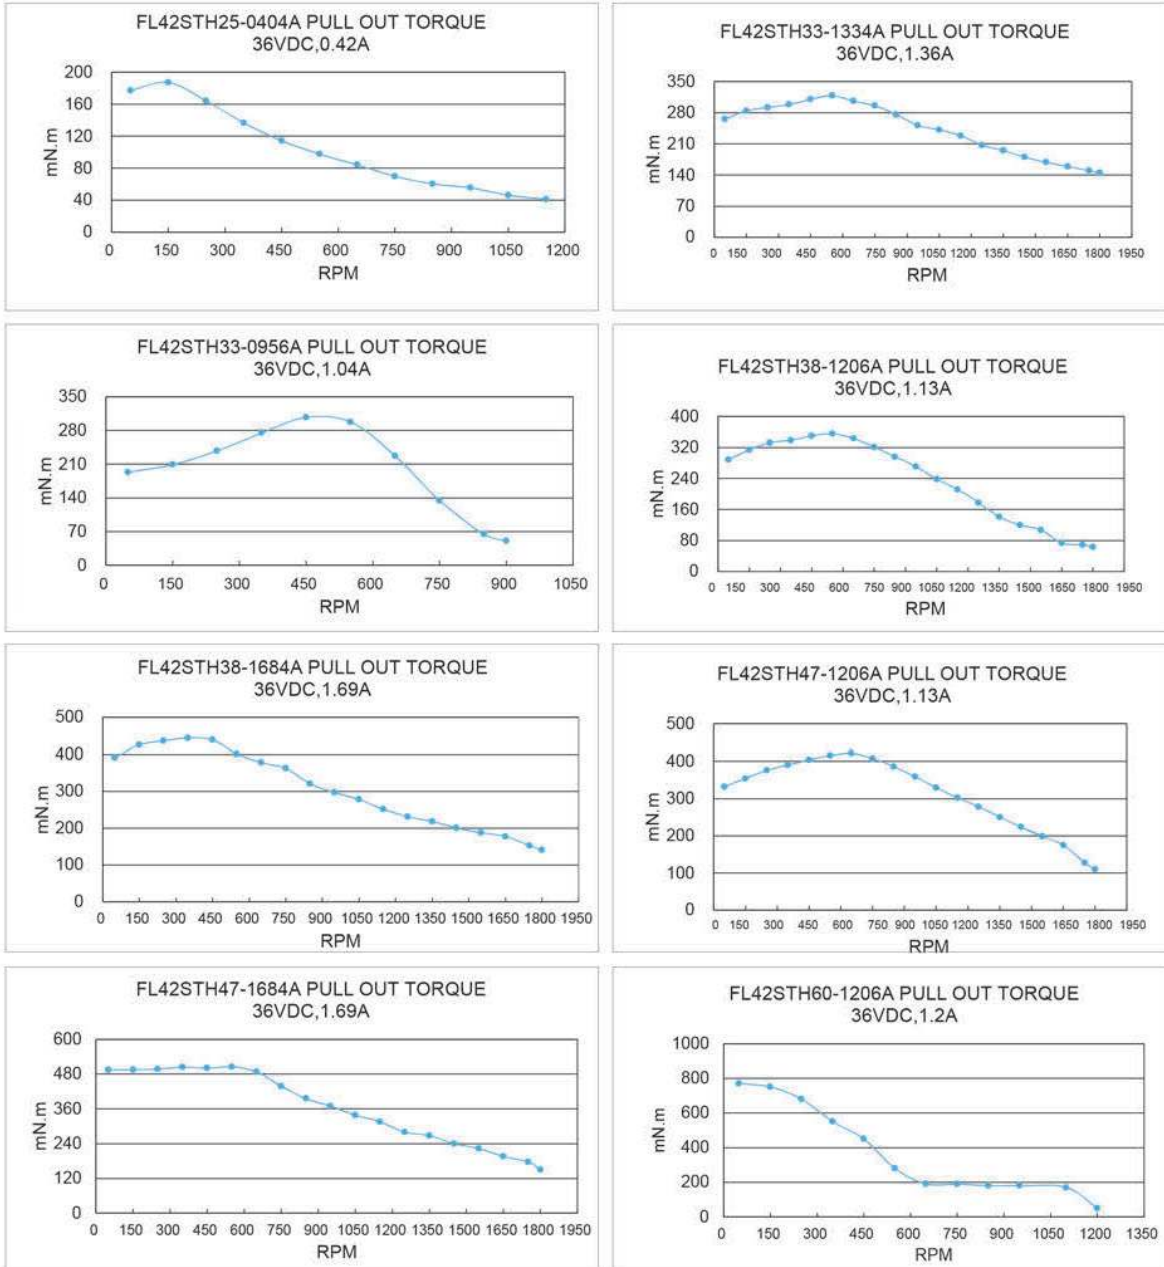 FL42STH25-0404A PULL OUT TORQUE
36VDC,0.42A
200
160
120
80
40
0
mN.m
0 150 300 450 600 750 900 1050 1200
RPM
FL42STH33-1334A PULL OUT TORQUE
36VDC,1.36A
350
280
210
140
70
0
mN.m
0 150 300 450 600 750 900 1050 1200 1350 1500 1650 1800 1950
RPM
FL42STH33-0956A PULL OUT TORQUE
36VDC,1.04A
350
280
210
140
70
0
mN.m
0 150 300 450 600 750 900 1050
RPM
FL42STH38-1206A PULL OUT TORQUE
36VDC,1.13A
400
320
240
160
80
0
mN.m
0 150 300 450 600 750 900 1050 1200 1350 1500 1650 1800 1950
RPM
FL42STH38-1684A PULL OUT TORQUE
36VDC,1.69A
500
400
300
200
100
0
mN.m
0 150 300 450 600 750 900 1050 1200 1350 1500 1650 1800 1950
RPM
FL42STH47-1206A PULL OUT TORQUE
36VDC,1.13A
500
400
300
200
100
0
mN.m
0 150 300 450 600 750 900 1050 1200 1350 1500 1650 1800 1950
RPM
FL42STH47-1684A PULL OUT TORQUE
36VDC,1.69A
600
480
360
240
120
0
mN.m
0 150 300 450 600 750 900 1050 1200 1350 1500 1650 1800 1950
RPM
FL42STH60-1206A PULL OUT TORQUE
36VDC,1.2A
1000
800
600
400
200
0
mN.m
0 150 300 450 600 750 900 1050 1200 1350
RPM